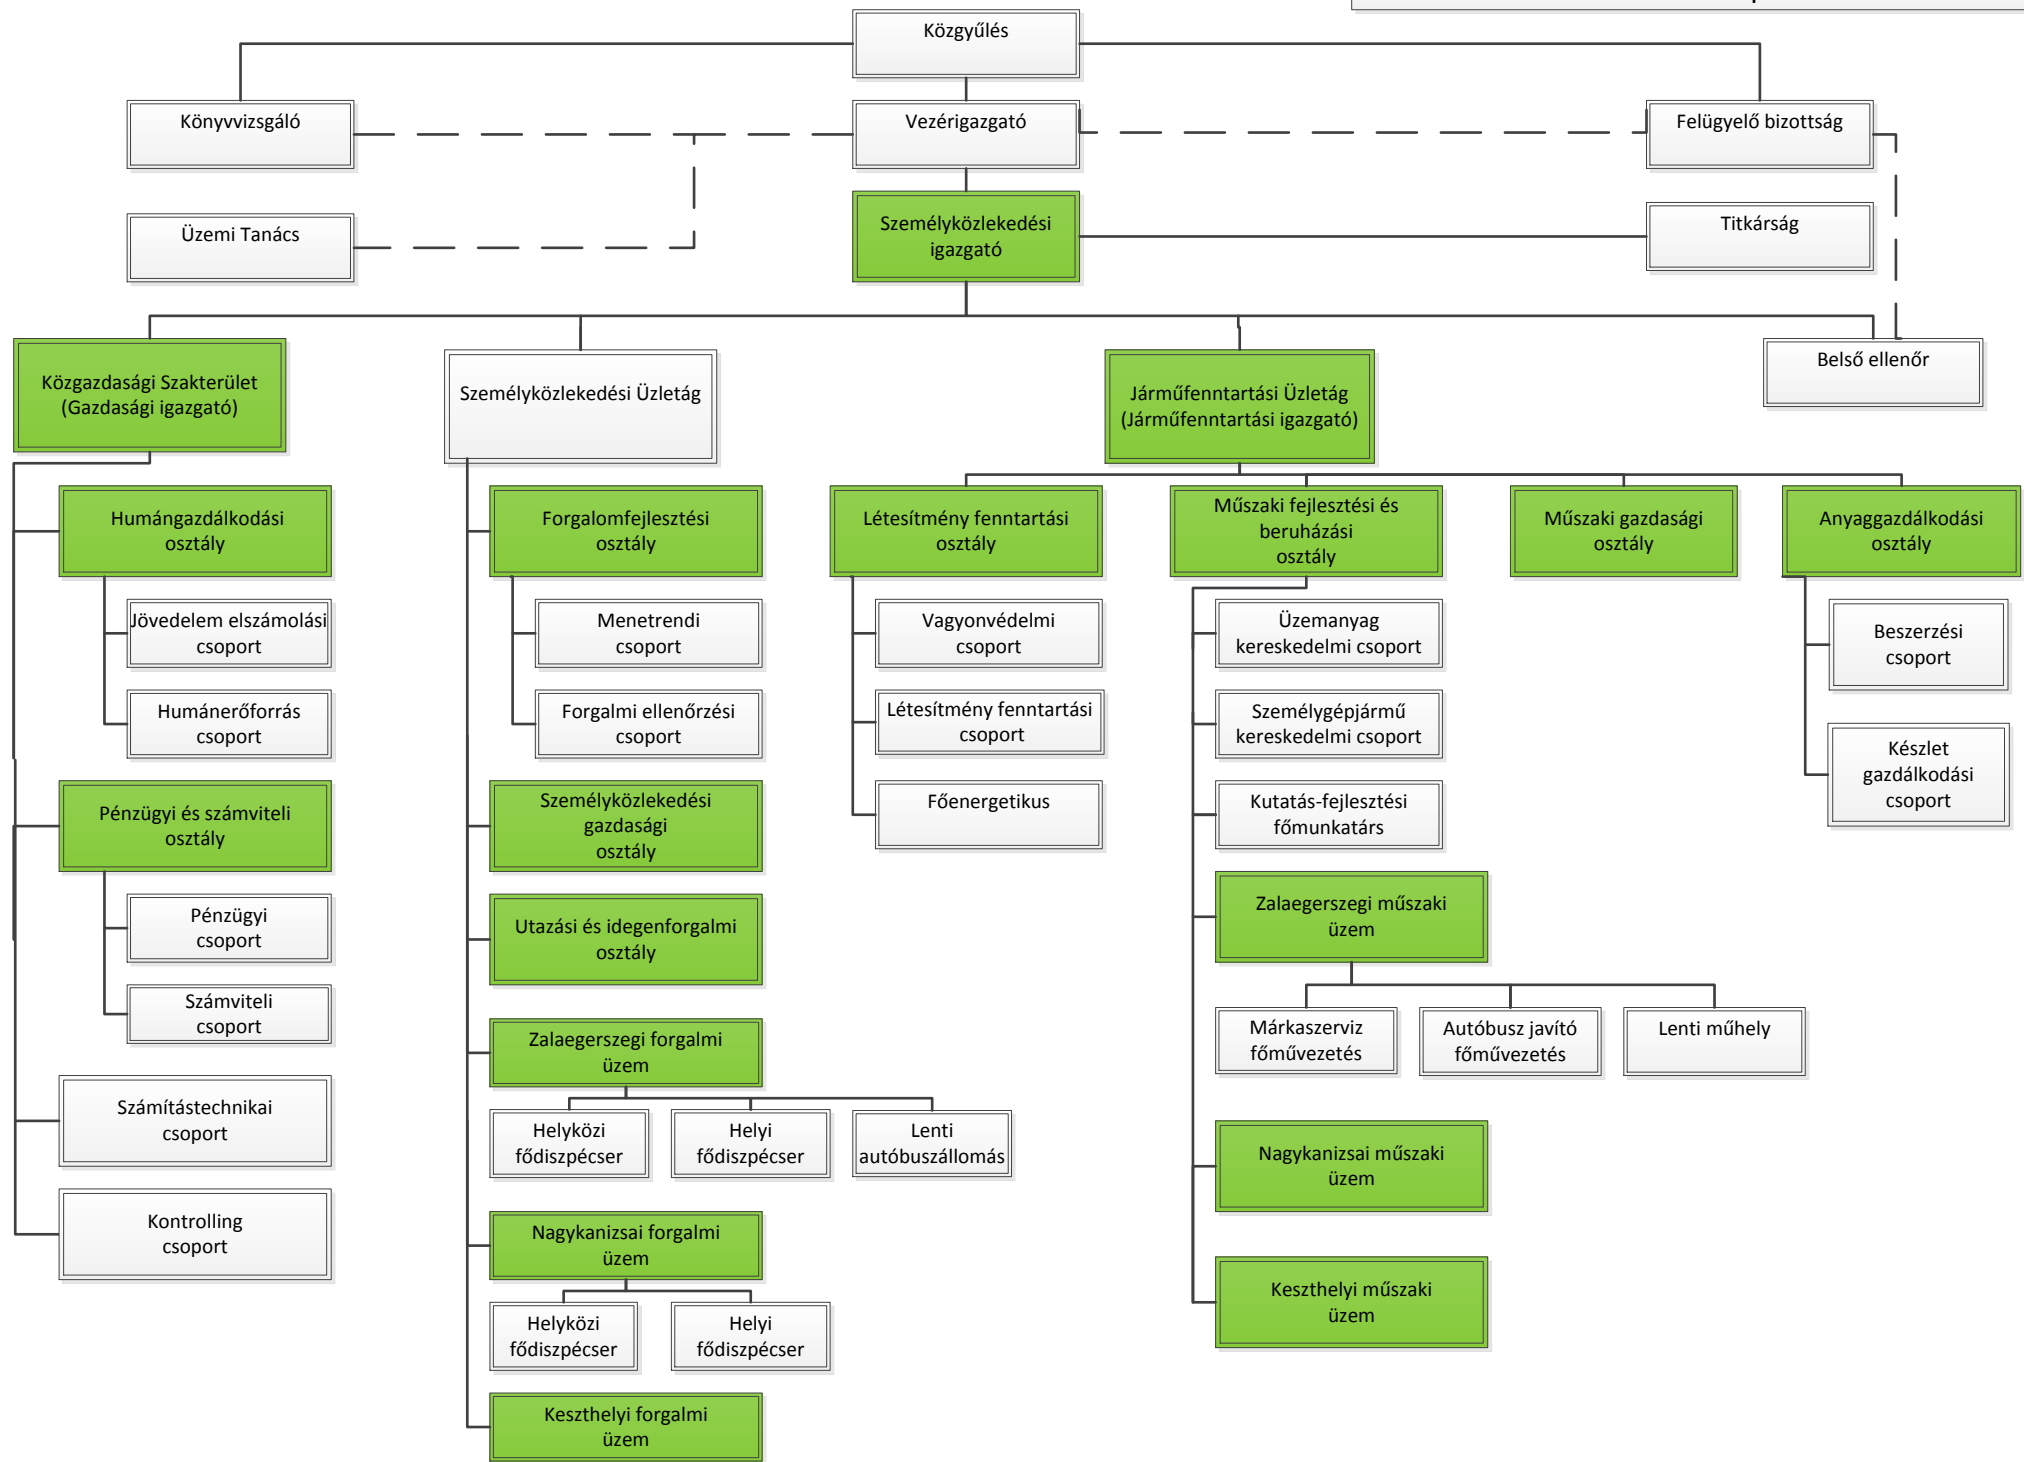 Közgyűlés
Könyvvizsgáló
Vezérigazgató
Felügyelő bizottság
Üzemi Tanács
Személyközlekedési
igazgató
Titkárság
Közgazdasági Szakterület
(Gazdasági igazgató)
Személyközlekedési Üzletág
Járműfenntartási Üzletág
(Járműfenntartási igazgató)
Belső ellenőr
Humángazdálkodási
osztály
Jövedelem elszámolási
csoport
Humánerőforrás
csoport
Pénzügyi és számviteli
osztály
Pénzügyi
csoport
Számviteli
csoport
Számítástechnikai
csoport
Kontrolling
csoport
Forgalomfejlesztési
osztály
Menetrendi
csoport
Forgalmi ellenőrzési
csoport
Személyközlekedési
gazdasági
osztály
Utazási és idegenforgalmi
osztály
Zalaegerszegi forgalmi
üzem
Helyközi
fődiszpécser
Helyi
fődiszpécser
Lenti
autóbuszállomás
Nagykanizsai forgalmi
üzem
Helyközi
fődiszpécser
Helyi
fődiszpécser
Keszthelyi forgalmi
üzem
Létesítmény fenntartási
osztály
Vagyonvédelmi
csoport
Létesítmény fenntartási
csoport
Főenergetikus
Műszaki fejlesztési és
beruházási
osztály
Üzemanyag
kereskedelmi csoport
Személygépjármű
kereskedelmi csoport
Kutatás-fejlesztési
főmunkatárs
Zalaegerszegi műszaki
üzem
Márkaszerviz
főművezetés
Autóbusz javító
főművezetés
Lenti műhely
Nagykanizsai műszaki
üzem
Keszthelyi műszaki
üzem
Műszaki gazdasági
osztály
Anyaggazdálkodási
osztály
Beszerzési
csoport
Készlet
gazdálkodási
csoport